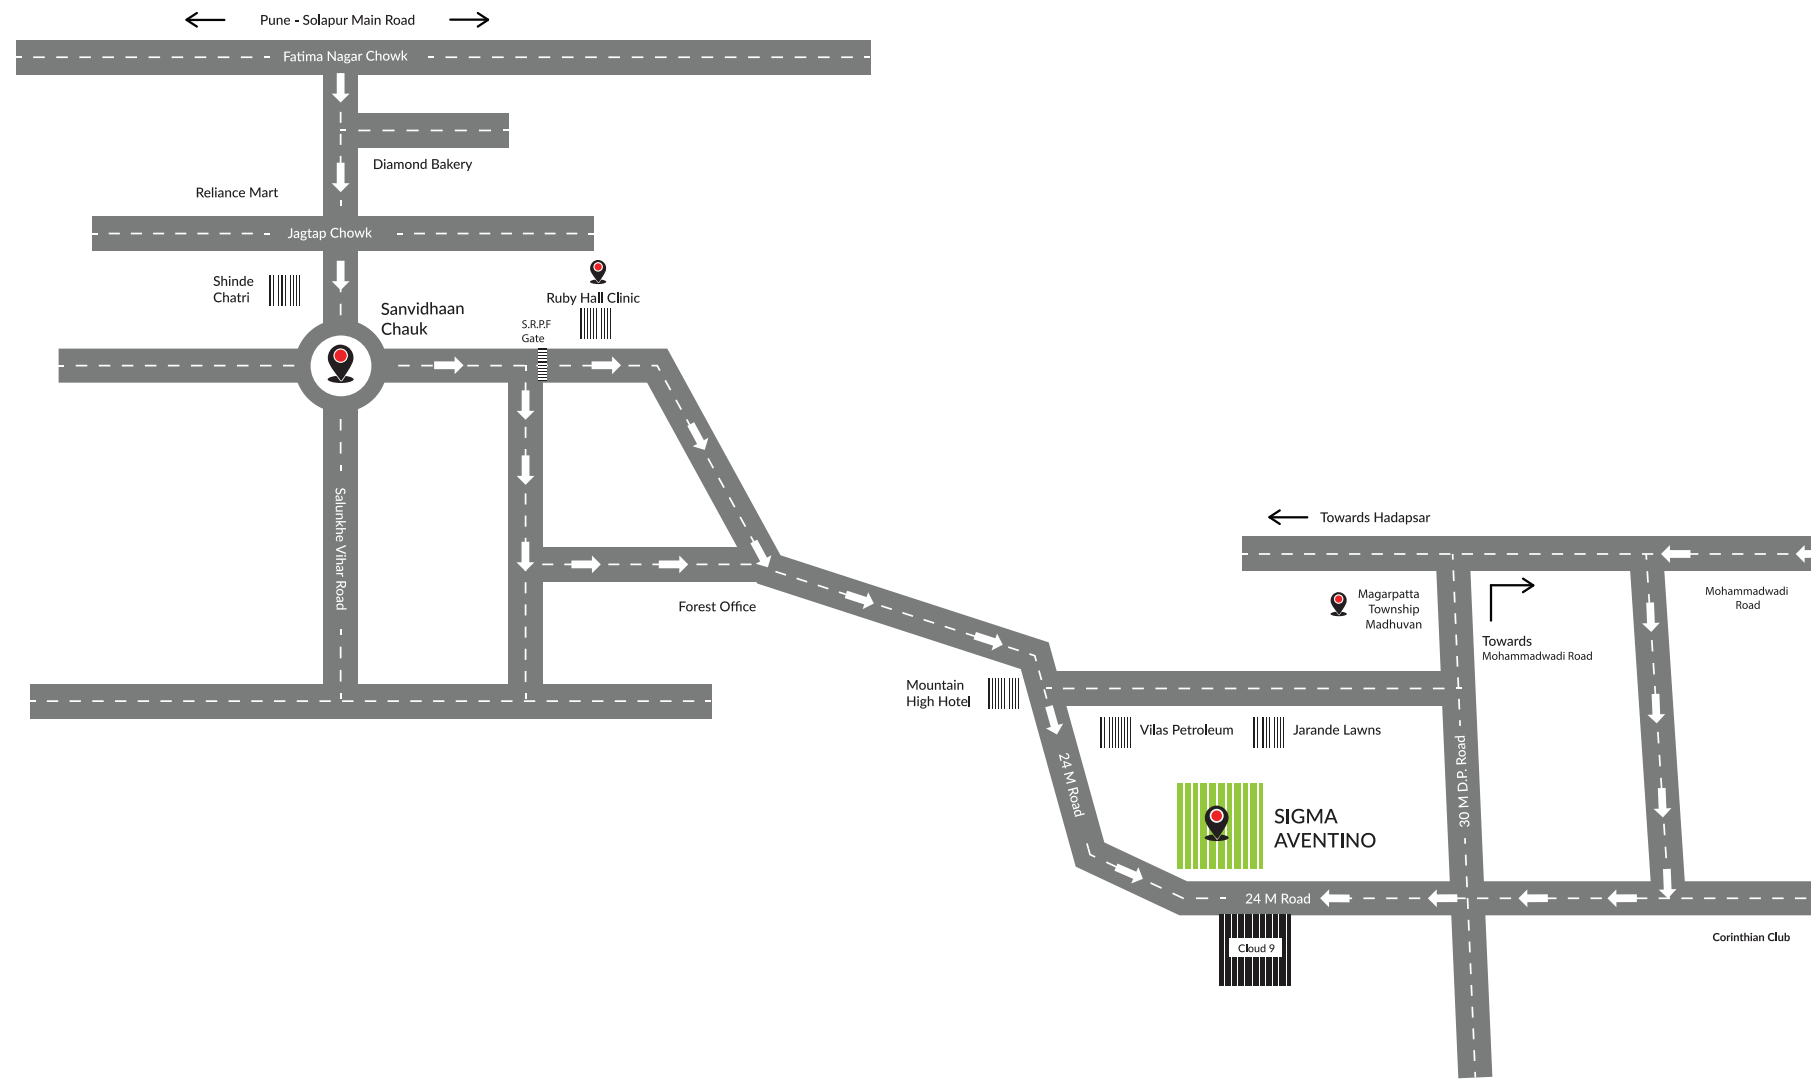 Pune - Solapur Main Road
Fatima Nagar Chowk
Diamond Bakery
Reliance Mart
Jagtap Chowk
Shinde
Chatri
Sanvidhaan
Chauk
Ruby Hall Clinic
S.R.P.F
Gate
Salunkhe Vihar Road
Forest Office
Towards Hadapsar
Magarpatta
Township
Madhuvan
Towards
Mohammadwadi Road
Mohammadwadi
Road
Mountain
High Hotel
Vilas Petroleum
Jarande Lawns
24 M Road
30 M D.P. Road
SIGMA
AVENTINO
24 M Road
Cloud 9
Corinthian Club